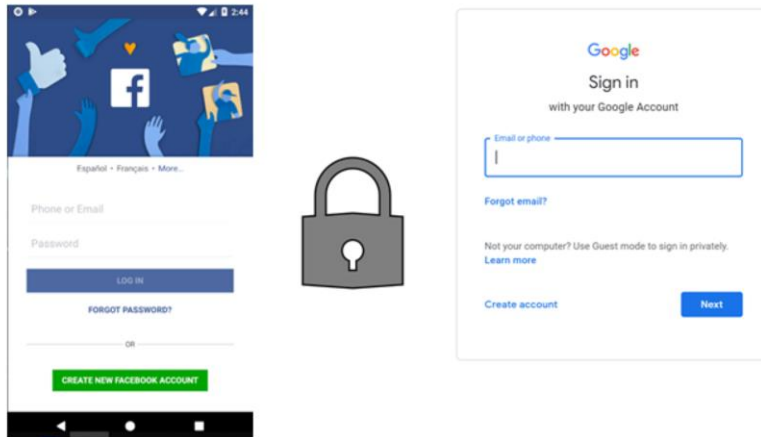 2:44
f
Español • Français • More...
Phone or Email
Password
LOG IN
FORGOT PASSWORD?
OR
CREATE NEW FACEBOOK ACCOUNT
Google
Sign in
with your Google Account
Email or phone
Forgot email?
Not your computer? Use Guest mode to sign in privately.
Learn more
Create account
Next